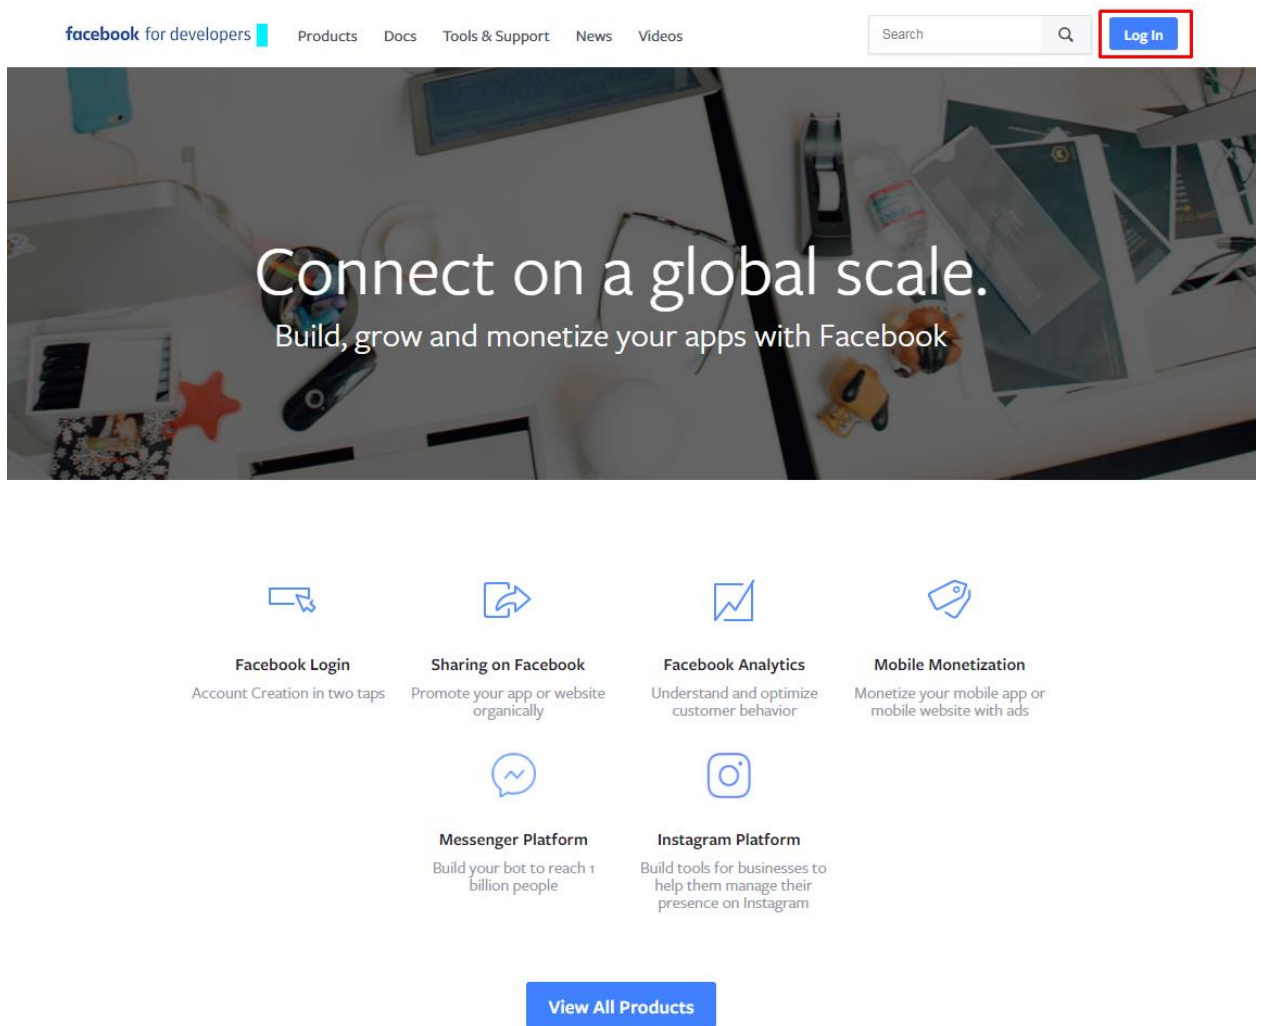 facebook for developers Products Docs Tools & Support News Videos Search Log In
Connect on a global scale.
Build, grow and monetize your apps with Facebook
Facebook Login
Account Creation in two taps
Sharing on Facebook
Promote your app or website
organically
Facebook Analytics
Understand and optimize
customer behavior
Mobile Monetization
Monetize your mobile app or
mobile website with ads
Messenger Platform
Build your bot to reach 1
billion people
Instagram Platform
Build tools for businesses to
help them manage their
presence on Instagram
View All Products